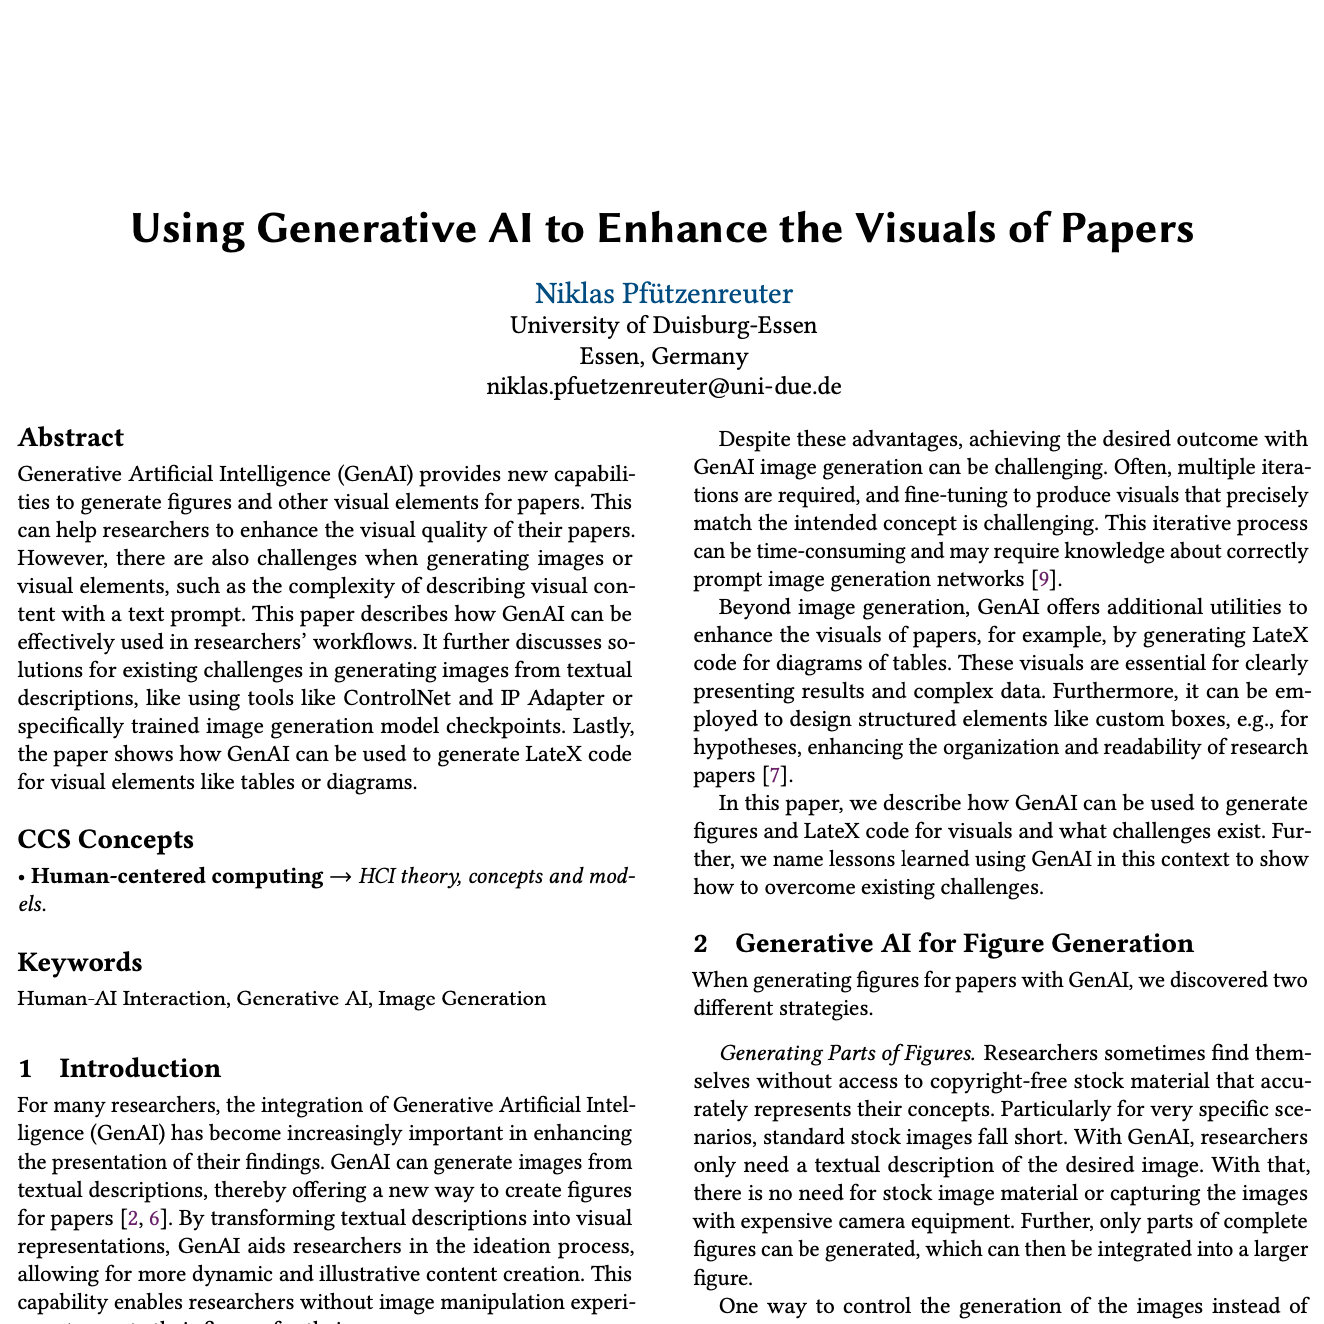 Using Generative AI to Enhance the Visuals of Papers
Niklas Pfützenreuter
University of Duisburg-Essen
Essen, Germany
niklas.pfuetzenreuter@uni-due.de
Abstract
Generative Artificial Intelligence (GenAI) provides new capabili-
ties to generate figures and other visual elements for papers. This
can help researchers to enhance the visual quality of their papers.
However, there are also challenges when generating images or
visual elements, such as the complexity of describing visual con-
tent with a text prompt. This paper describes how GenAI can be
effectively used in researchers’ workflows. It further discusses so-
lutions for existing challenges in generating images from textual
descriptions, like using tools like ControlNet and IP Adapter or
specifically trained image generation model checkpoints. Lastly,
the paper shows how GenAI can be used to generate LateX code
for visual elements like tables or diagrams.
CCS Concepts
• Human-centered computing → HCI theory, concepts and mod-
els.
Keywords
Human-AI Interaction, Generative AI, Image Generation
1 Introduction
For many researchers, the integration of Generative Artificial Intel-
ligence (GenAI) has become increasingly important in enhancing
the presentation of their findings. GenAI can generate images from
textual descriptions, thereby offering a new way to create figures
for papers [2, 6]. By transforming textual descriptions into visual
representations, GenAI aids researchers in the ideation process,
allowing for more dynamic and illustrative content creation. This
capability enables researchers without image manipulation experi-
Despite these advantages, achieving the desired outcome with
GenAI image generation can be challenging. Often, multiple itera-
tions are required, and fine-tuning to produce visuals that precisely
match the intended concept is challenging. This iterative process
can be time-consuming and may require knowledge about correctly
prompt image generation networks [9].
Beyond image generation, GenAI offers additional utilities to
enhance the visuals of papers, for example, by generating LateX
code for diagrams of tables. These visuals are essential for clearly
presenting results and complex data. Furthermore, it can be em-
ployed to design structured elements like custom boxes, e.g., for
hypotheses, enhancing the organization and readability of research
papers [7].
In this paper, we describe how GenAI can be used to generate
figures and LateX code for visuals and what challenges exist. Fur-
ther, we name lessons learned using GenAI in this context to show
how to overcome existing challenges.
2 Generative AI for Figure Generation
When generating figures for papers with GenAI, we discovered two
different strategies.
Generating Parts of Figures. Researchers sometimes find them-
selves without access to copyright-free stock material that accu-
rately represents their concepts. Particularly for very specific sce-
narios, standard stock images fall short. With GenAI, researchers
only need a textual description of the desired image. With that,
there is no need for stock image material or capturing the images
with expensive camera equipment. Further, only parts of complete
figures can be generated, which can then be integrated into a larger
figure.
One way to control the generation of the images instead of